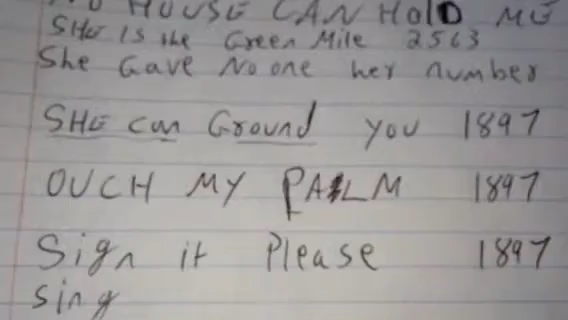 HOUSE CAN HOlD ME
SHE Is the Green Mile 2563
She Gave No one her number
SHE can Ground you 1897
OUCH MY PALM 1897
Sign it Please 1897
sing